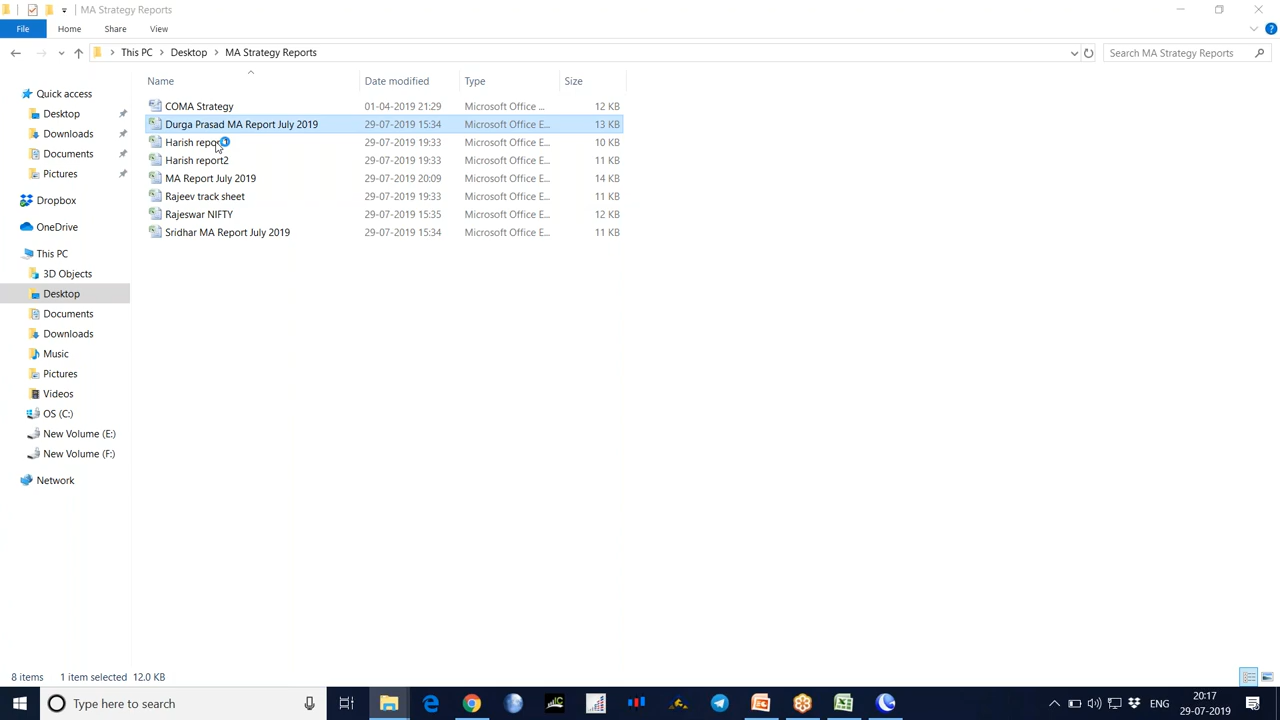 MA Strategy Reports
File Home Share View
This PC Desktop MA Strategy Reports Search MA Strategy Reports
Name Date modified Type Size
COMA Strategy 01-04-2019 21:29 Microsoft Office ... 12 KB
Durga Prasad MA Report July 2019 29-07-2019 15:34 Microsoft Office E... 13 KB
Harish 29-07-2019 19:33 Microsoft Office E... 10 KB
Harish report2 29-07-2019 19:33 Microsoft Office E... 11 KB
MA Report July 2019 29-07-2019 20:09 Microsoft Office E... 14 KB
Rajeev track sheet 29-07-2019 19:33 Microsoft Office E... 11 KB
Rajeswar NIFTY 29-07-2019 15:35 Microsoft Office E... 12 KB
Sridhar MA Report July 2019 29-07-2019 15:34 Microsoft Office E... 11 KB
Quick access
Desktop
Downloads
Documents
Pictures
Dropbox
OneDrive
This PC
3D Objects
Desktop
Documents
Downloads
Music
Pictures
Videos
OS (C:)
New Volume (E:)
New Volume (F:)
Network
8 items 1 item selected 12.0 KB
Type here to search
ENG
20:17
29-07-2019